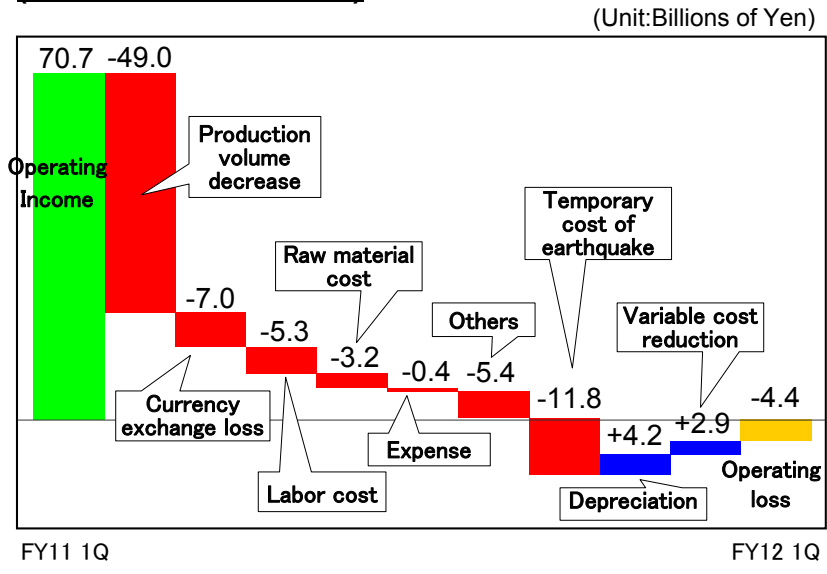 (Unit:Billions of Yen)
70.7
-49.0
Operating
Income
Production
volume
decrease
-7.0
Currency
exchange loss
-5.3
Labor cost
Raw material
cost
-3.2
-0.4
Expense
Others
-5.4
Temporary
cost of
earthquake
-11.8
+4.2
Depreciation
Variable cost
reduction
+2.9
-4.4
Operating
loss
FY11 1Q
FY12 1Q